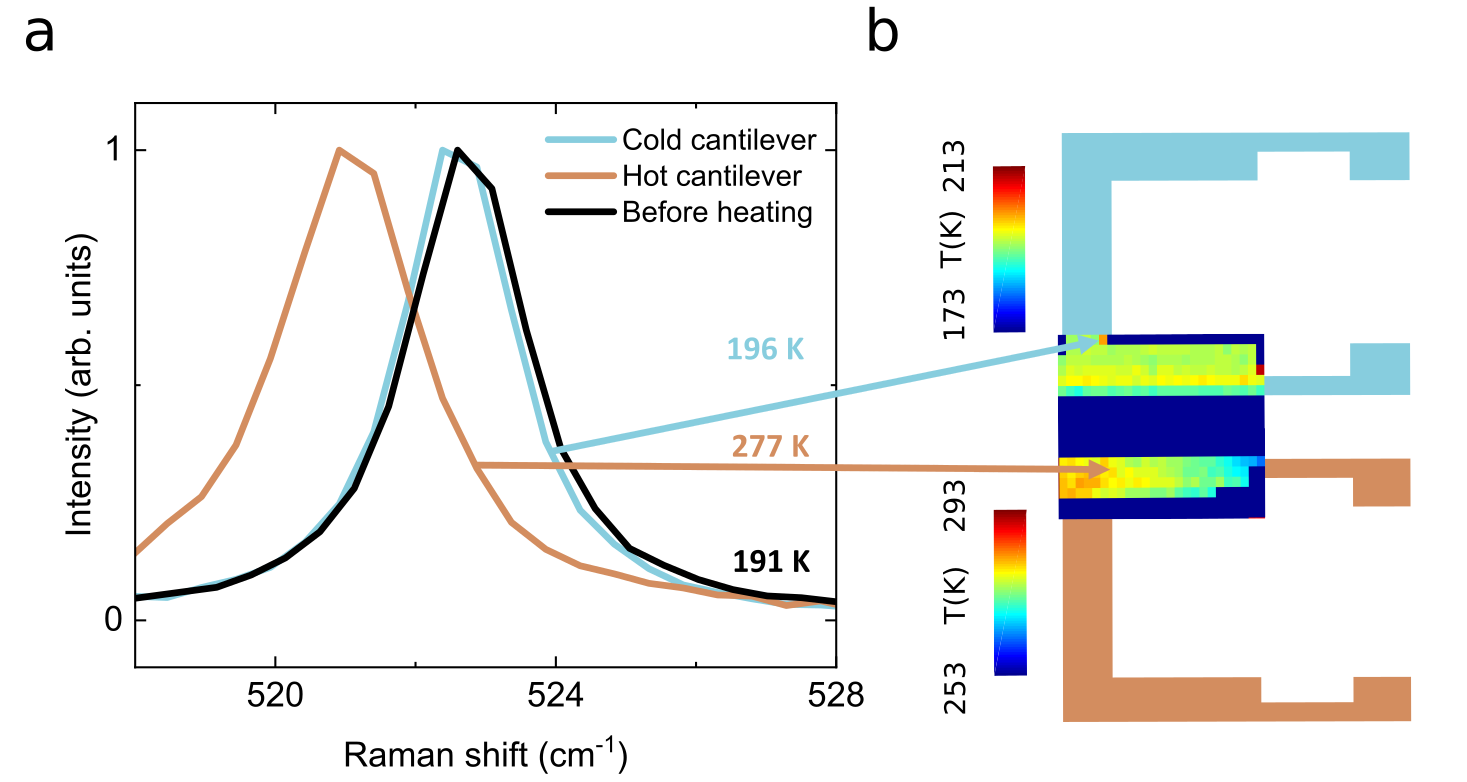 a
b
Cold cantilever
Hot cantilever
Before heating
1
0
Intensity (arb. units)
196 K
277 K
191 K
520
524
528
Raman shift (cm⁻¹)
173 T(K) 213
253 T(K) 293